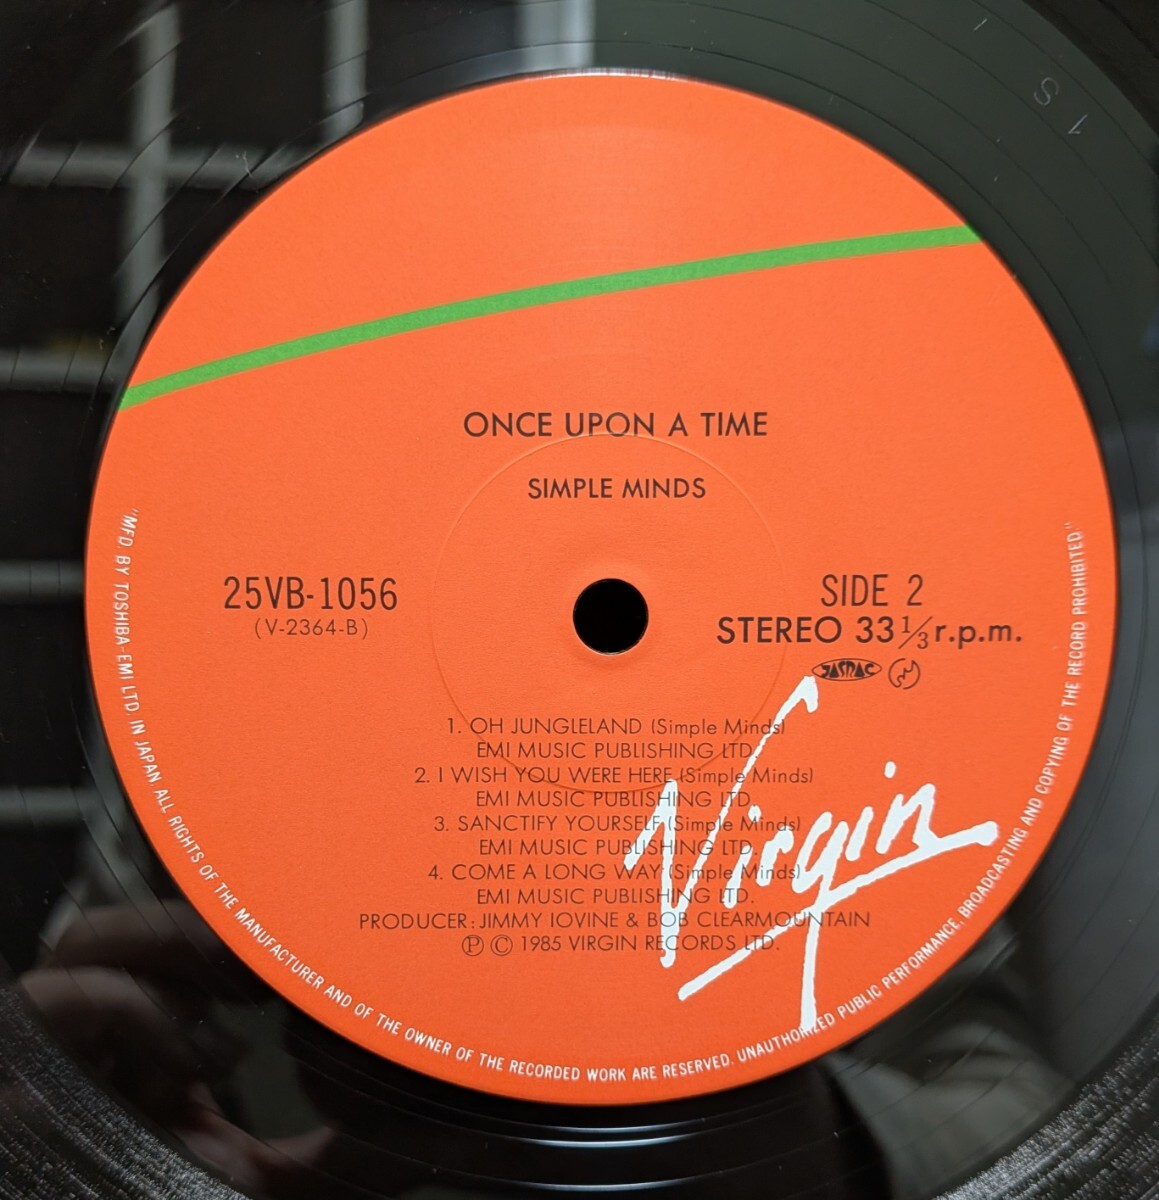 ONCE UPON A TIME
SIMPLE MINDS
25VB-1056
(V-2364-B)
SIDE 2
STEREO 33 1/3 r.p.m.
JASRAC
1. OH JUNGLELAND (Simple Minds)
EMI MUSIC PUBLISHING LTD.
2. I WISH YOU WERE HERE (Simple Minds)
EMI MUSIC PUBLISHING LTD.
3. SANCTIFY YOURSELF (Simple Minds)
EMI MUSIC PUBLISHING LTD.
4. COME A LONG WAY (Simple Minds)
EMI MUSIC PUBLISHING LTD.
PRODUCER: JIMMY IOVINE & BOB CLEARMOUNTAIN
Ⓟ © 1985 VIRGIN RECORDS LTD.
Virgin
"MFD. BY TOSHIBA-EMI LTD. IN JAPAN. ALL RIGHTS OF THE MANUFACTURER AND OF THE OWNER OF THE RECORDED WORK ARE RESERVED. UNAUTHORIZED PUBLIC PERFORMANCE, BROADCASTING AND COPYING OF THE RECORD PROHIBITED."
1 S